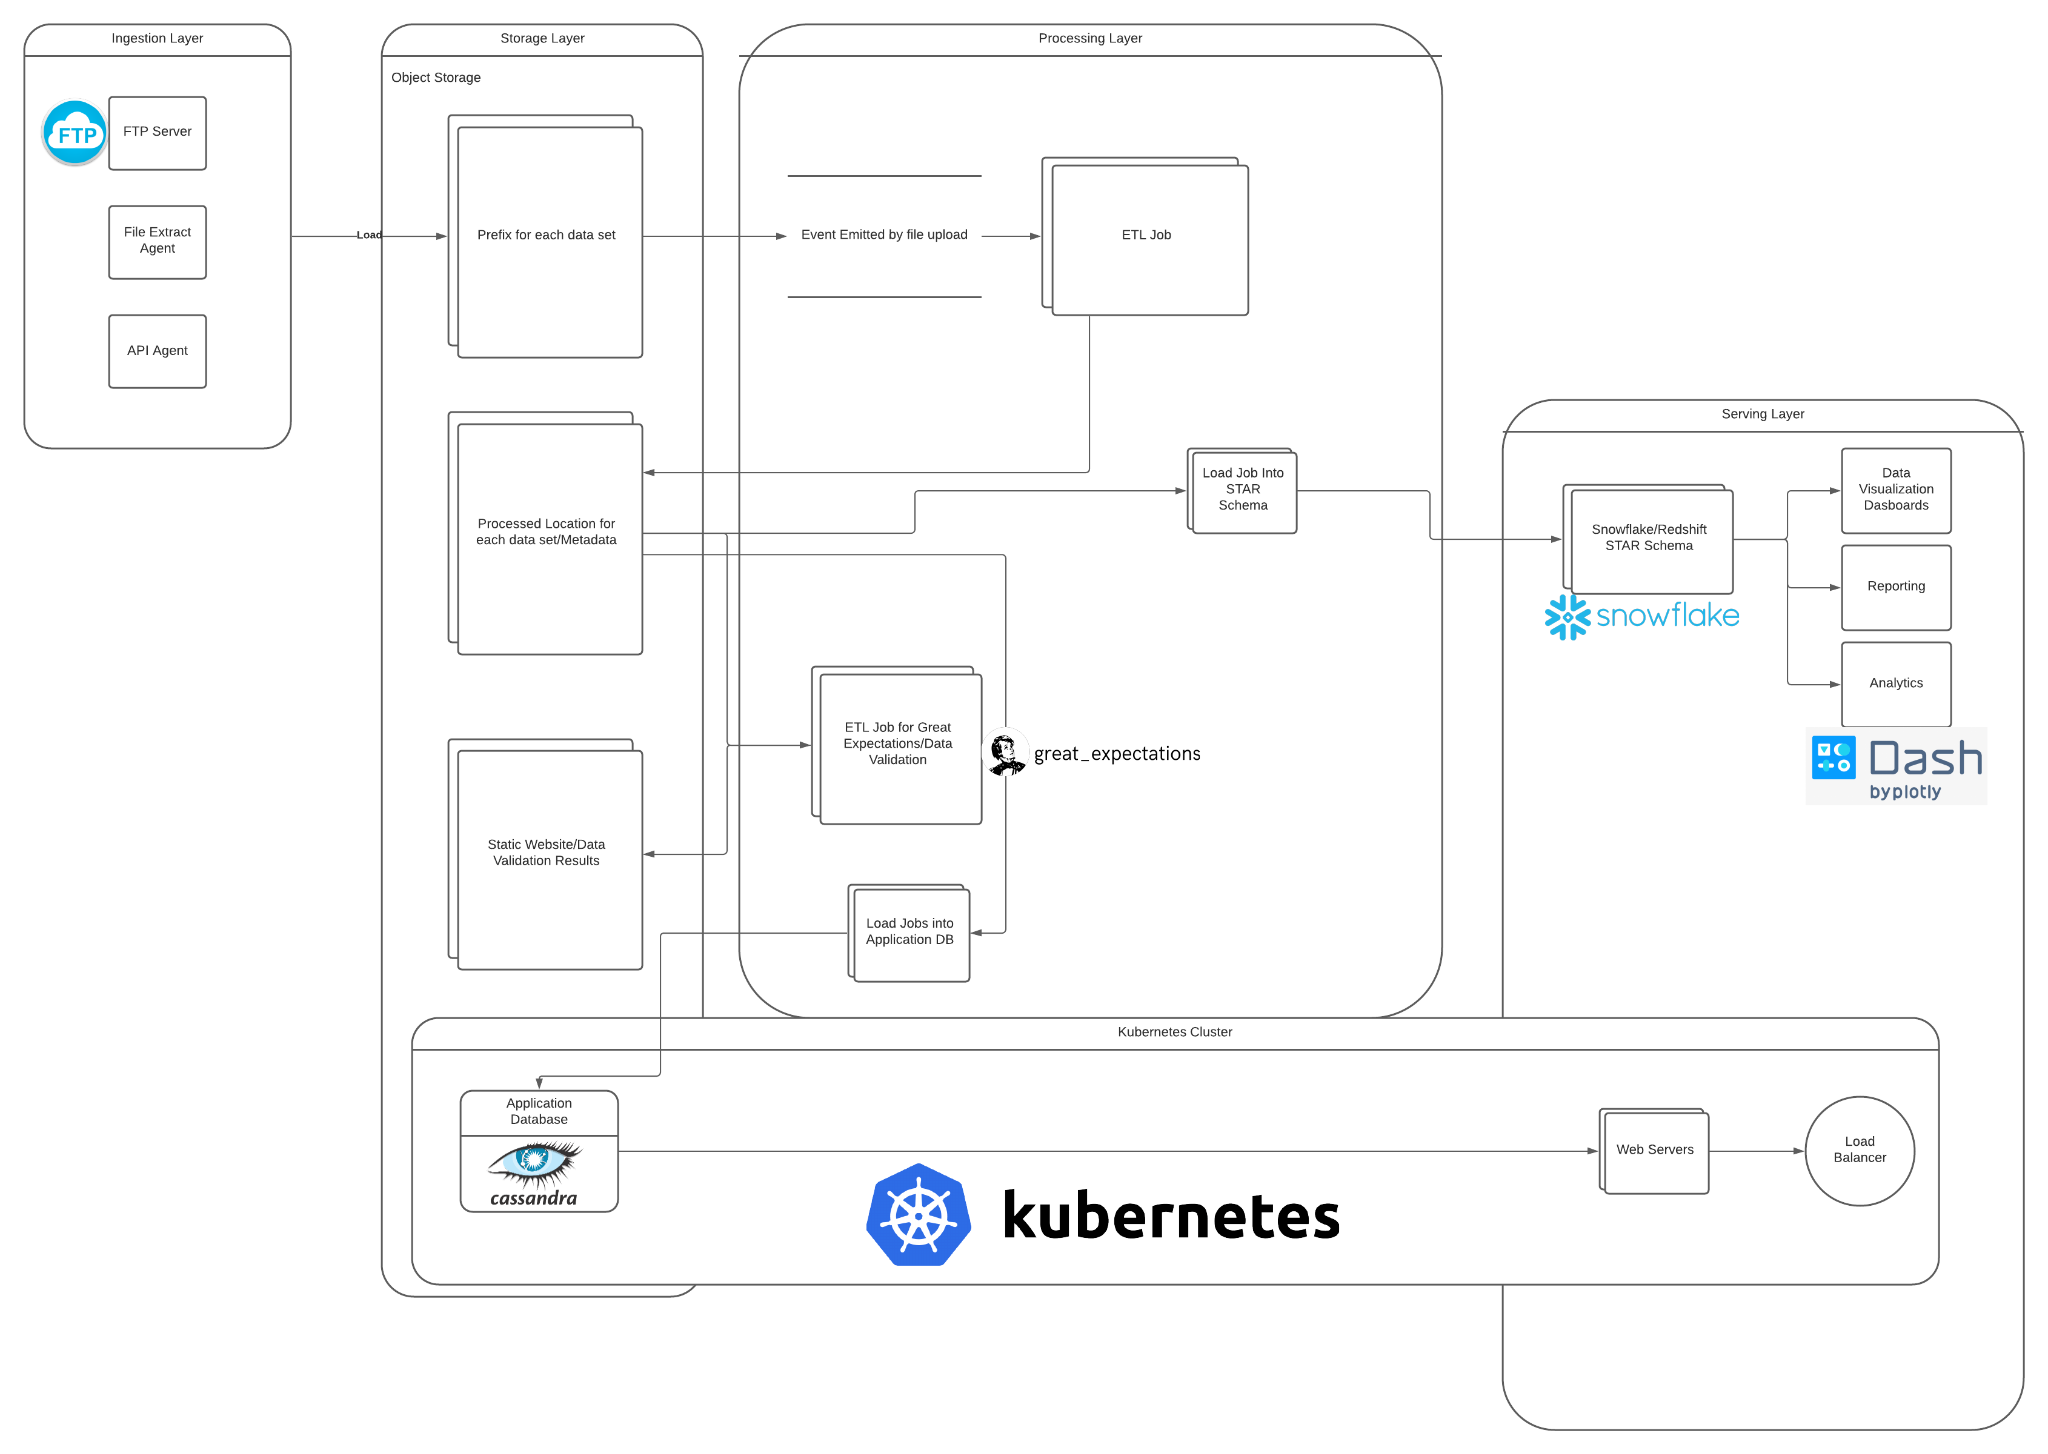 Ingestion Layer
FTP
FTP Server
File Extract
Agent
API Agent
Load
Storage Layer
Object Storage
Prefix for each data set
Processed Location for
each data set/Metadata
Static Website/Data
Validation Results
Processing Layer
Event Emitted by file upload
ETL Job
Load Job Into
STAR
Schema
ETL Job for Great
Expectations/Data
Validation
great_expectations
Load Jobs into
Application DB
Serving Layer
Snowflake/Redshift
STAR Schema
snowflake
Data
Visualization
Dasboards
Reporting
Analytics
Dash
byplotly
Kubernetes Cluster
Application
Database
cassandra
kubernetes
Web Servers
Load
Balancer